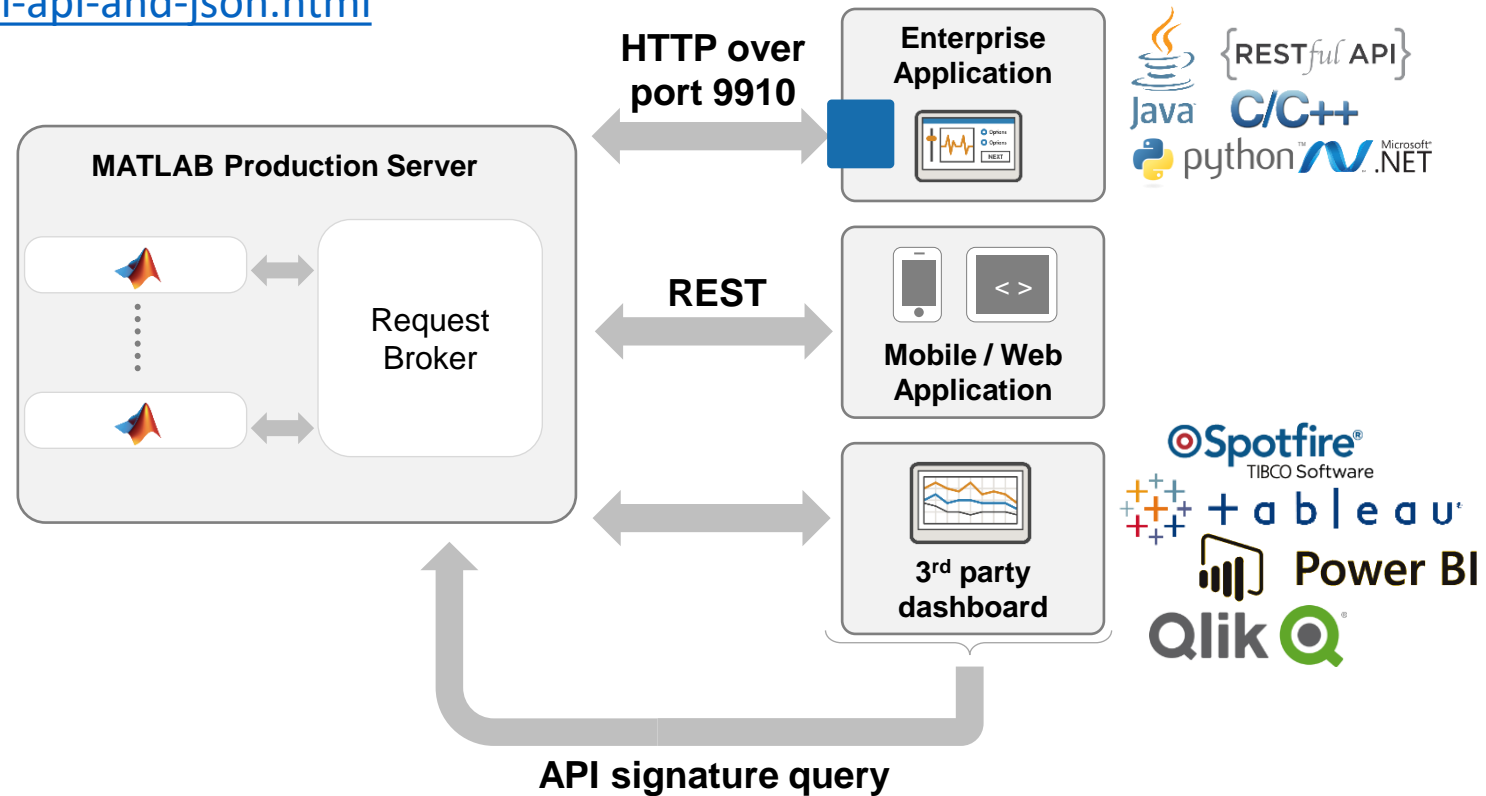 i-api-and-json.html
HTTP over
port 9910
Enterprise
Application
Options
Options
NEXT
{RESTful API}
Java
C/C++
python™
Microsoft®
.NET
MATLAB Production Server
Request
Broker
REST
< >
Mobile / Web
Application
Spotfire®
TIBCO Software
+ableau
3rd party
dashboard
Power BI
Qlik Q®
API signature query